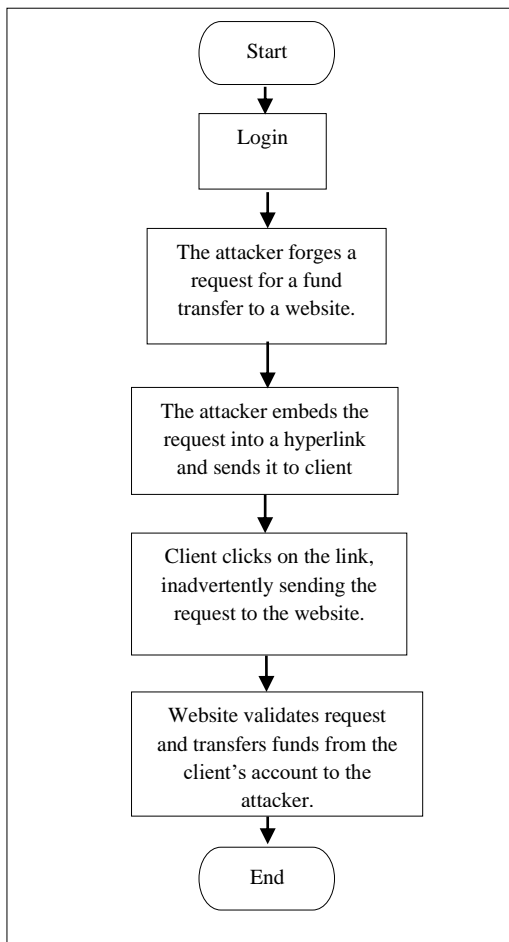 Start
Login
The attacker forges a
request for a fund
transfer to a website.
The attacker embeds the
request into a hyperlink
and sends it to client
Client clicks on the link,
inadvertently sending the
request to the website.
Website validates request
and transfers funds from the
client’s account to the
attacker.
End